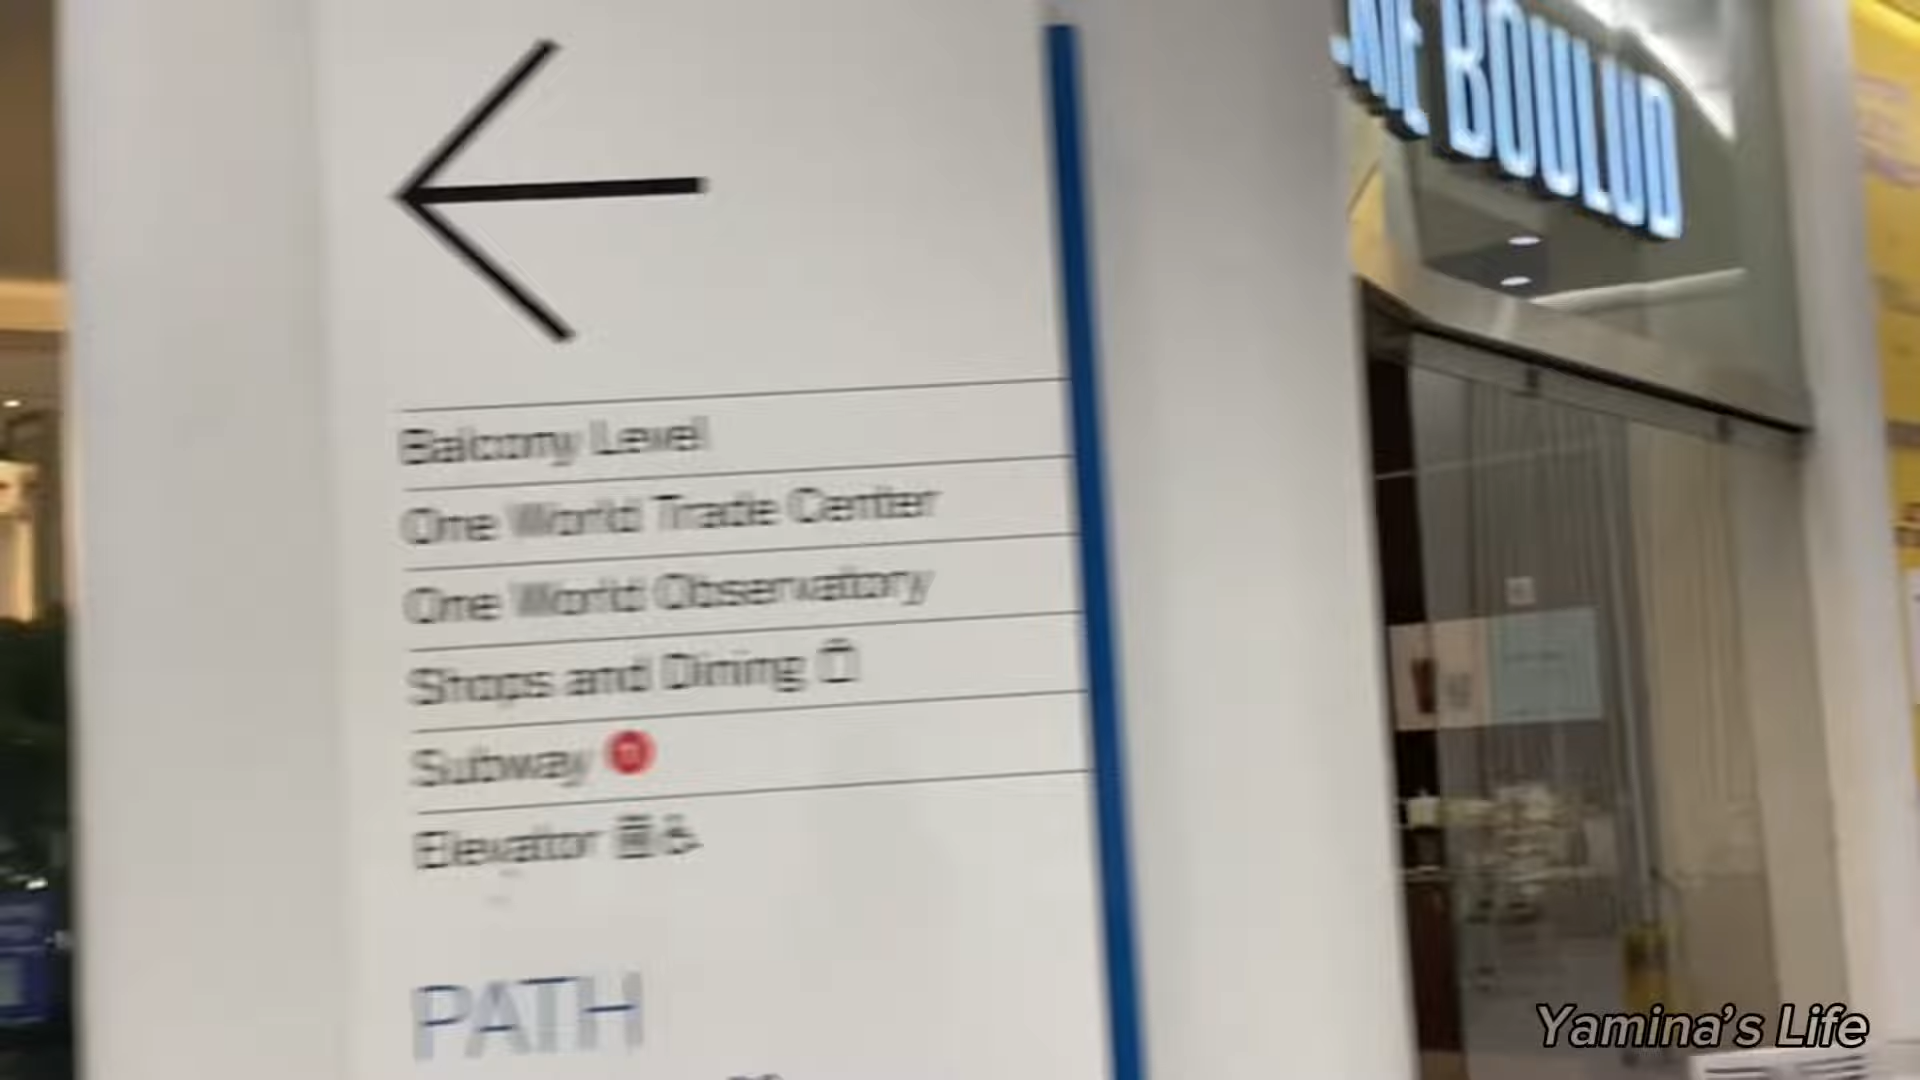 BOULUD
Balcony Level
One World Trade Center
One World Observatory
Shops and Dining
Subway
Elevator
PATH
Yamina's Life